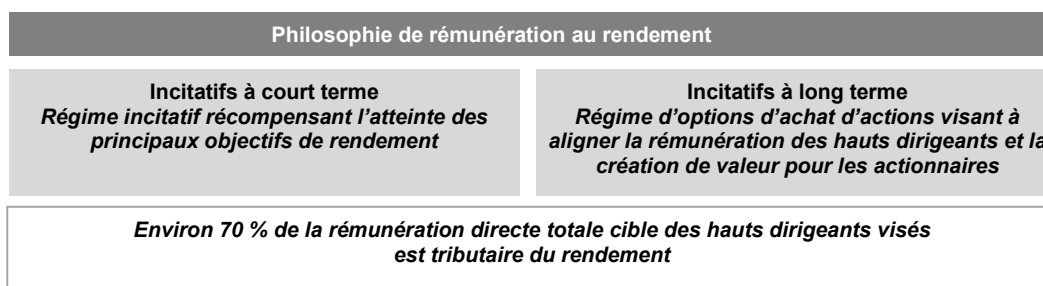 Philosophie de rémunération au rendement
Incitatifs à court terme
Régime incitatif récompensant l’atteinte des
principaux objectifs de rendement
Incitatifs à long terme
Régime d’options d’achat d’actions visant à
aligner la rémunération des hauts dirigeants et la
création de valeur pour les actionnaires
Environ 70 % de la rémunération directe totale cible des hauts dirigeants visés
est tributaire du rendement